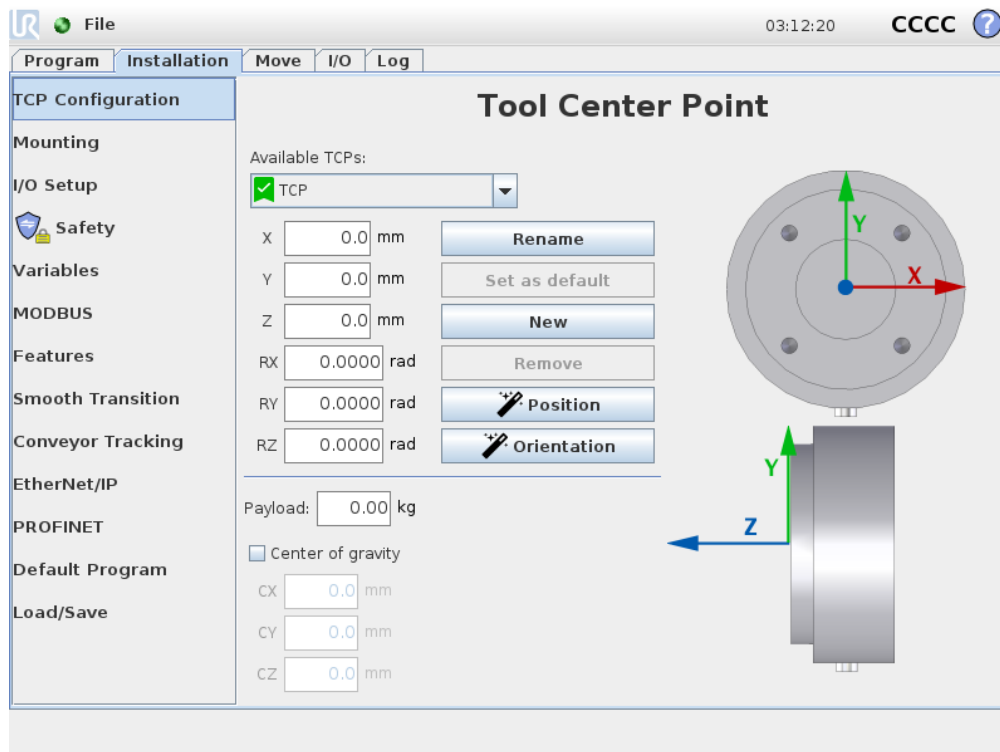 UR File 03:12:20 CCCC ?
Program Installation Move I/O Log
TCP Configuration
Mounting
I/O Setup
Safety
Variables
MODBUS
Features
Smooth Transition
Conveyor Tracking
EtherNet/IP
PROFINET
Default Program
Load/Save
Tool Center Point
Available TCPs:
TCP
X 0.0 mm Rename
Y 0.0 mm Set as default
Z 0.0 mm New
RX 0.0000 rad Remove
RY 0.0000 rad Position
RZ 0.0000 rad Orientation
Payload: 0.00 kg
Center of gravity
CX 0.0 mm
CY 0.0 mm
CZ 0.0 mm
Y
X
Y
Z